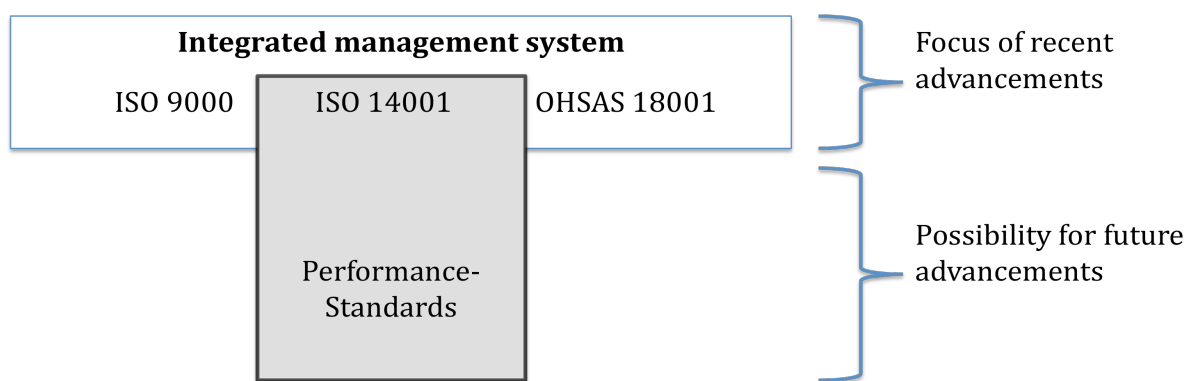 Integrated management system
ISO 9000 ISO 14001 OHSAS 18001
Focus of recent
advancements
Performance-
Standards
Possibility for future
advancements